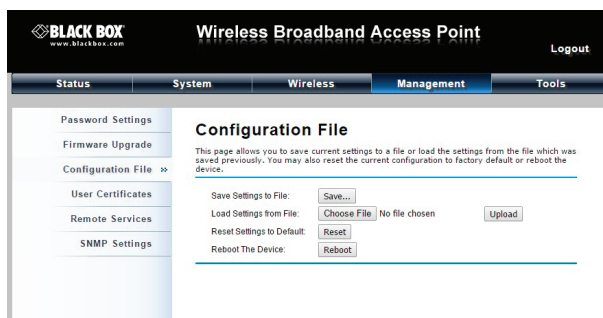 BLACK BOX
www.blackbox.com
Wireless Broadband Access Point
Logout
Status System Wireless Management Tools
Password Settings
Firmware Upgrade
Configuration File »
User Certificates
Remote Services
SNMP Settings
Configuration File
This page allows you to save current settings to a file or load the settings from the file which was
saved previously. You may also reset the current configuration to factory default or reboot the
device.
Save Settings to File: Save...
Load Settings from File: Choose File No file chosen Upload
Reset Settings to Default: Reset
Reboot The Device: Reboot